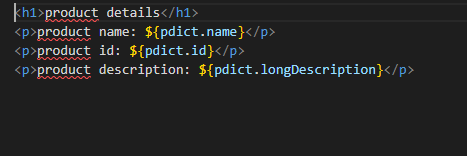 <h1>product details</h1>
<p>product name: ${pdict.name}</p>
<p>product id: ${pdict.id}</p>
<p>product description: ${pdict.longDescription}</p>